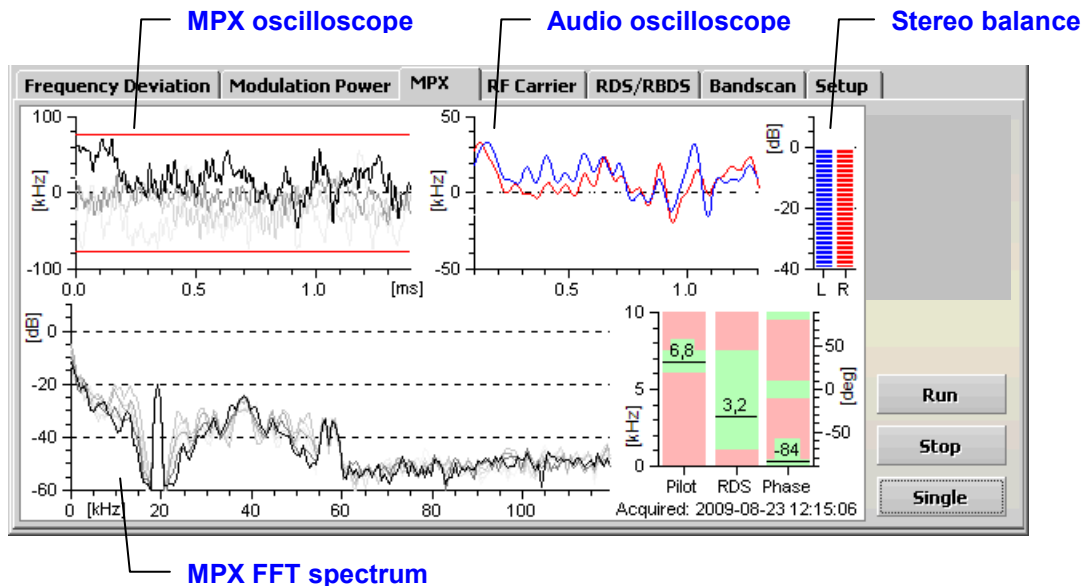 MPX oscilloscope Audio oscilloscope Stereo balance
Frequency Deviation Modulation Power MPX RF Carrier RDS/RBDS Bandscan Setup
100
0
-100
[kHz]
0.0 0.5 1.0 [ms]
50
0
-50
[kHz]
0.5 1.0
[dB]
0
-20
-40
L R
[dB]
0
-20
-40
-60
0 [kHz] 20 40 60 80 100
10
5
0
[kHz]
6,8
3,2
-84
50
0
-50
[deg]
Pilot RDS Phase
Acquired: 2009-08-23 12:15:06
Run
Stop
Single
MPX FFT spectrum